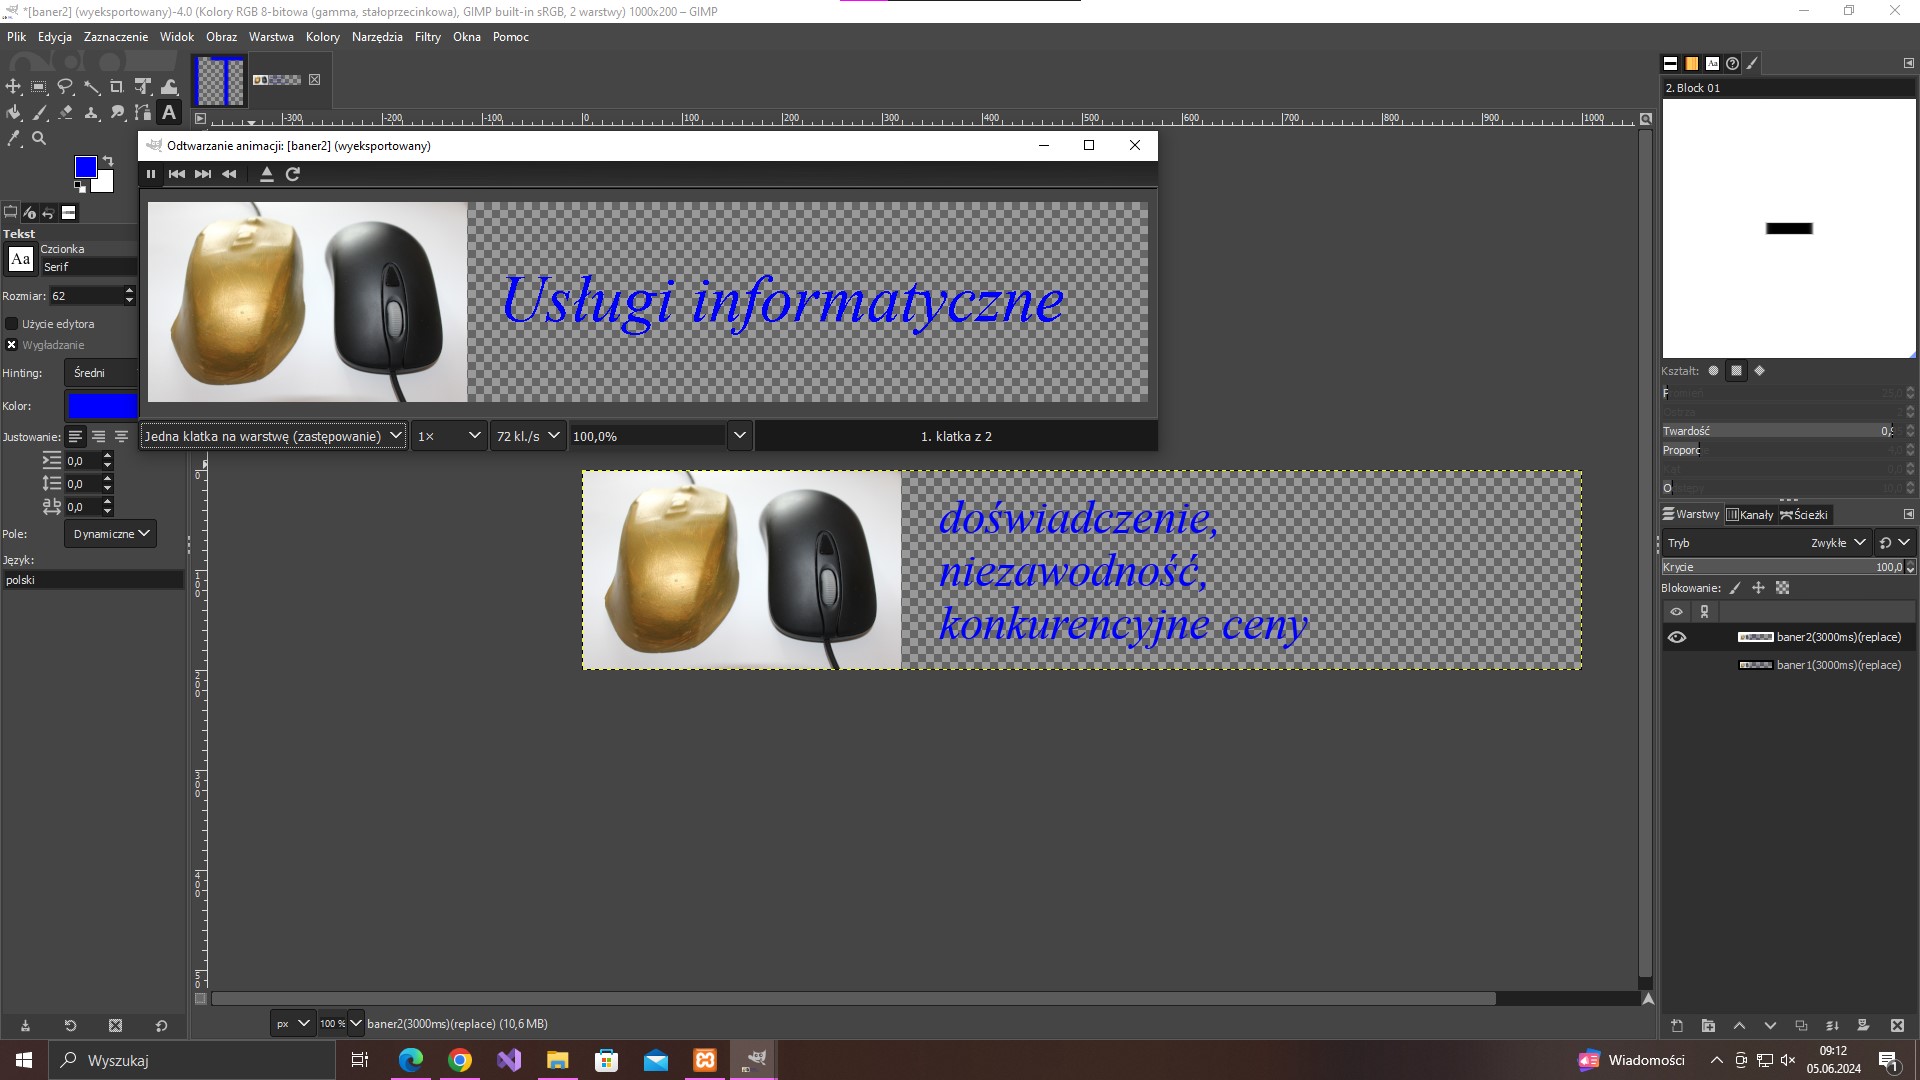 *[baner2] (wyeksportowany)-4.0 (Kolory RGB 8-bitowa (gamma, stałoprzecinkowa), GIMP built-in sRGB, 2 warstwy) 1000x200 – GIMP
Plik Edycja Zaznaczenie Widok Obraz Warstwa Kolory Narzędzia Filtry Okna Pomoc
-300 -200 -100 0 100 200 300 400 500 600 700 800 900 1000
Odtwarzanie animacji: [baner2] (wyeksportowany)
Usługi informatyczne
Jedna klatka na warstwę (zastępowanie) 1× 72 kl./s 100,0% 1. klatka z 2
Tekst
Czcionka
Aa Serif
Rozmiar: 62
Użycie edytora
Wygładzanie
Hinting: Średni
Kolor:
Justowanie:
0,0
0,0
0,0
Pole: Dynamiczne
Język:
polski
doświadczenie,
niezawodność,
konkurencyjne ceny
0
100
200
300
400
50
px 100 % baner2(3000ms)(replace) (10,6 MB)
2. Block 01
Kształt:
Twardość
Proporc
Warstwy Kanały Ścieżki
Tryb Zwykłe
Krycie 100,0
Blokowanie:
baner2(3000ms)(replace)
baner1(3000ms)(replace)
Wyszukaj
Wiadomości
09:12
05.06.2024
1